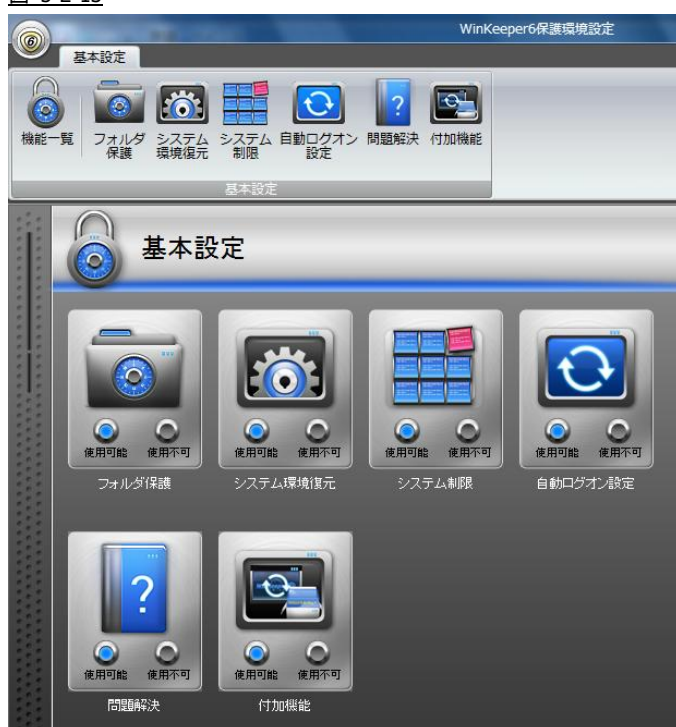 WinKeeper6保護環境設定
6
基本設定
機能一覧
フォルダ
保護
システム
環境復元
システム
制限
自動ログオン
設定
問題解決
付加機能
基本設定
基本設定
使用可能 使用不可
使用可能 使用不可
使用可能 使用不可
使用可能 使用不可
フォルダ保護
システム環境復元
システム制限
自動ログオン設定
?
使用可能 使用不可
使用可能 使用不可
問題解決
付加機能